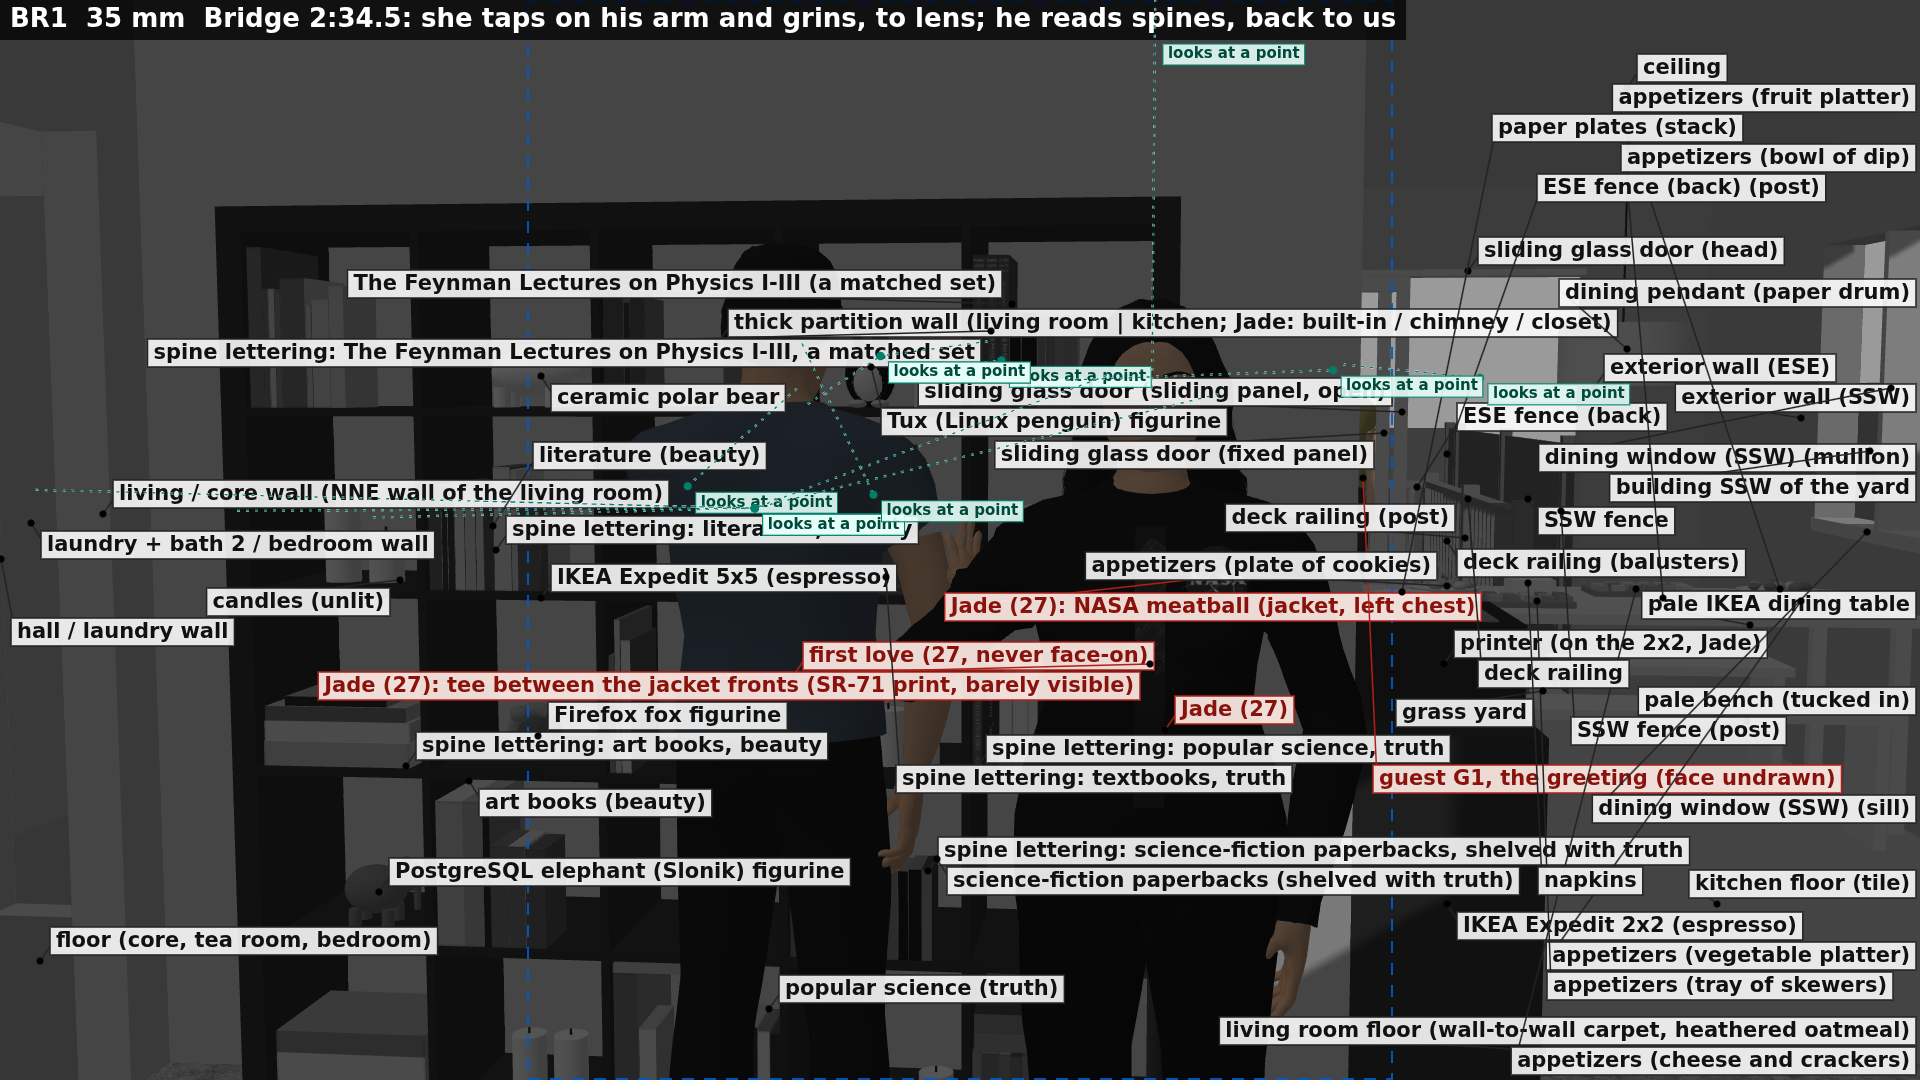 BR1 35 mm Bridge 2:34.5: she taps on his arm and grins, to lens; he reads spines, back to us
looks at a point
ceiling
appetizers (fruit platter)
paper plates (stack)
appetizers (bowl of dip)
ESE fence (back) (post)
sliding glass door (head)
The Feynman Lectures on Physics I-III (a matched set)
dining pendant (paper drum)
thick partition wall (living room | kitchen; Jade: built-in / chimney / closet)
spine lettering: The Feynman Lectures on Physics I-III, a matched set
exterior wall (ESE)
looks at a point
looks at a point
looks at a point
looks at a point
ceramic polar bear
sliding glass door (sliding panel,
exterior wall (SSW)
Tux (Linux penguin) figurine
ESE fence (back)
literature (beauty)
sliding glass door (fixed panel)
dining window (SSW) (mullion)
building SSW of the yard
living / core wall (NNE wall of the living room)
looks at a point
looks at a point
looks at a point
deck railing (post)
SSW fence
spine lettering:
laundry + bath 2 / bedroom wall
appetizers (plate of cookies)
deck railing (balusters)
IKEA Expedit 5x5 (espresso)
NASA
candles (unlit)
Jade (27): NASA meatball (jacket, left chest)
pale IKEA dining table
hall / laundry wall
printer (on the 2x2, Jade)
first love (27, never face-on)
deck railing
Jade (27): tee between the jacket fronts (SR-71 print, barely visible)
pale bench (tucked in)
Jade (27)
grass yard
Firefox fox figurine
SSW fence (post)
spine lettering: art books, beauty
spine lettering: popular science, truth
spine lettering: textbooks, truth
guest G1, the greeting (face undrawn)
art books (beauty)
dining window (SSW) (sill)
spine lettering: science-fiction paperbacks, shelved with truth
PostgreSQL elephant (Slonik) figurine
science-fiction paperbacks (shelved with truth)
napkins
kitchen floor (tile)
IKEA Expedit 2x2 (espresso)
floor (core, tea room, bedroom)
appetizers (vegetable platter)
popular science (truth)
appetizers (tray of skewers)
living room floor (wall-to-wall carpet, heathered oatmeal)
appetizers (cheese and crackers)